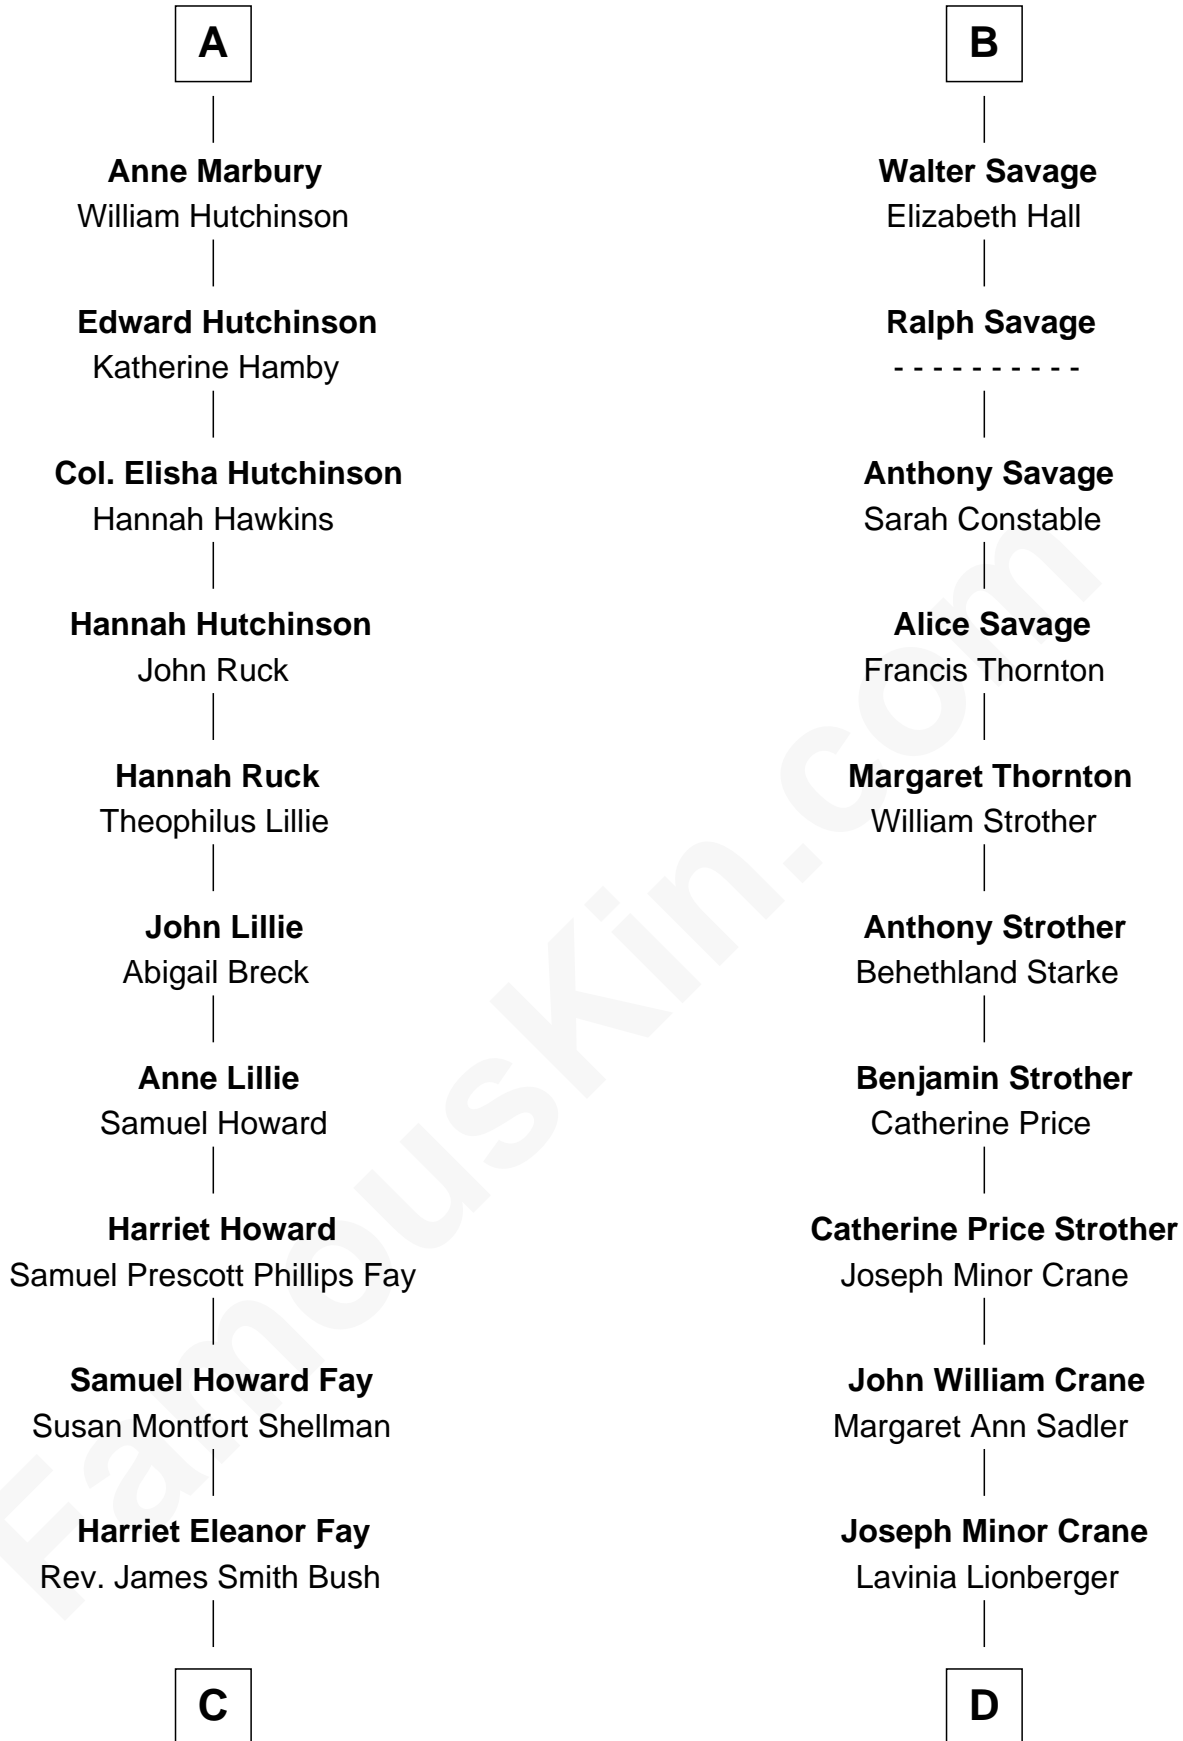 A
Anne Marbury
William Hutchinson
Edward Hutchinson
Katherine Hamby
Col. Elisha Hutchinson
Hannah Hawkins
Hannah Hutchinson
John Ruck
Hannah Ruck
Theophilus Lillie
John Lillie
Abigail Breck
Anne Lillie
Samuel Howard
Harriet Howard
Samuel Prescott Phillips Fay
Samuel Howard Fay
Susan Montfort Shellman
Harriet Eleanor Fay
Rev. James Smith Bush
C
B
Walter Savage
Elizabeth Hall
Ralph Savage
- - - - - - - - - -
Anthony Savage
Sarah Constable
Alice Savage
Francis Thornton
Margaret Thornton
William Strother
Anthony Strother
Behethland Starke
Benjamin Strother
Catherine Price
Catherine Price Strother
Joseph Minor Crane
John William Crane
Margaret Ann Sadler
Joseph Minor Crane
Lavinia Lionberger
D
FamousKin.com